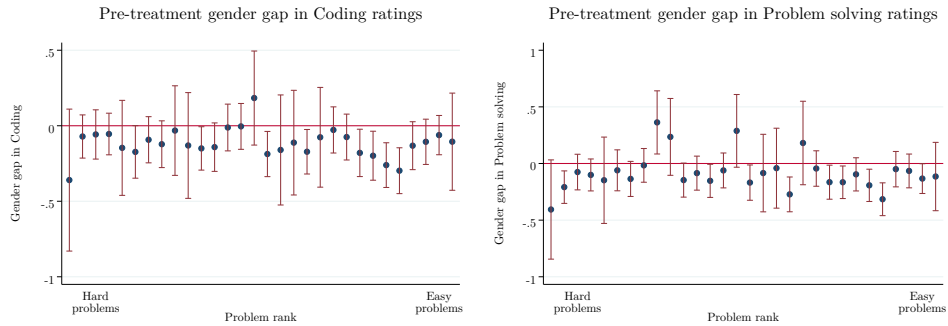 Pre-treatment gender gap in Coding ratings
Gender gap in Coding
.5
0
-.5
-1
Hard
problems
Easy
problems
Problem rank
Pre-treatment gender gap in Problem solving ratings
Gender gap in Problem solving
1
.5
0
-.5
-1
Hard
problems
Easy
problems
Problem rank